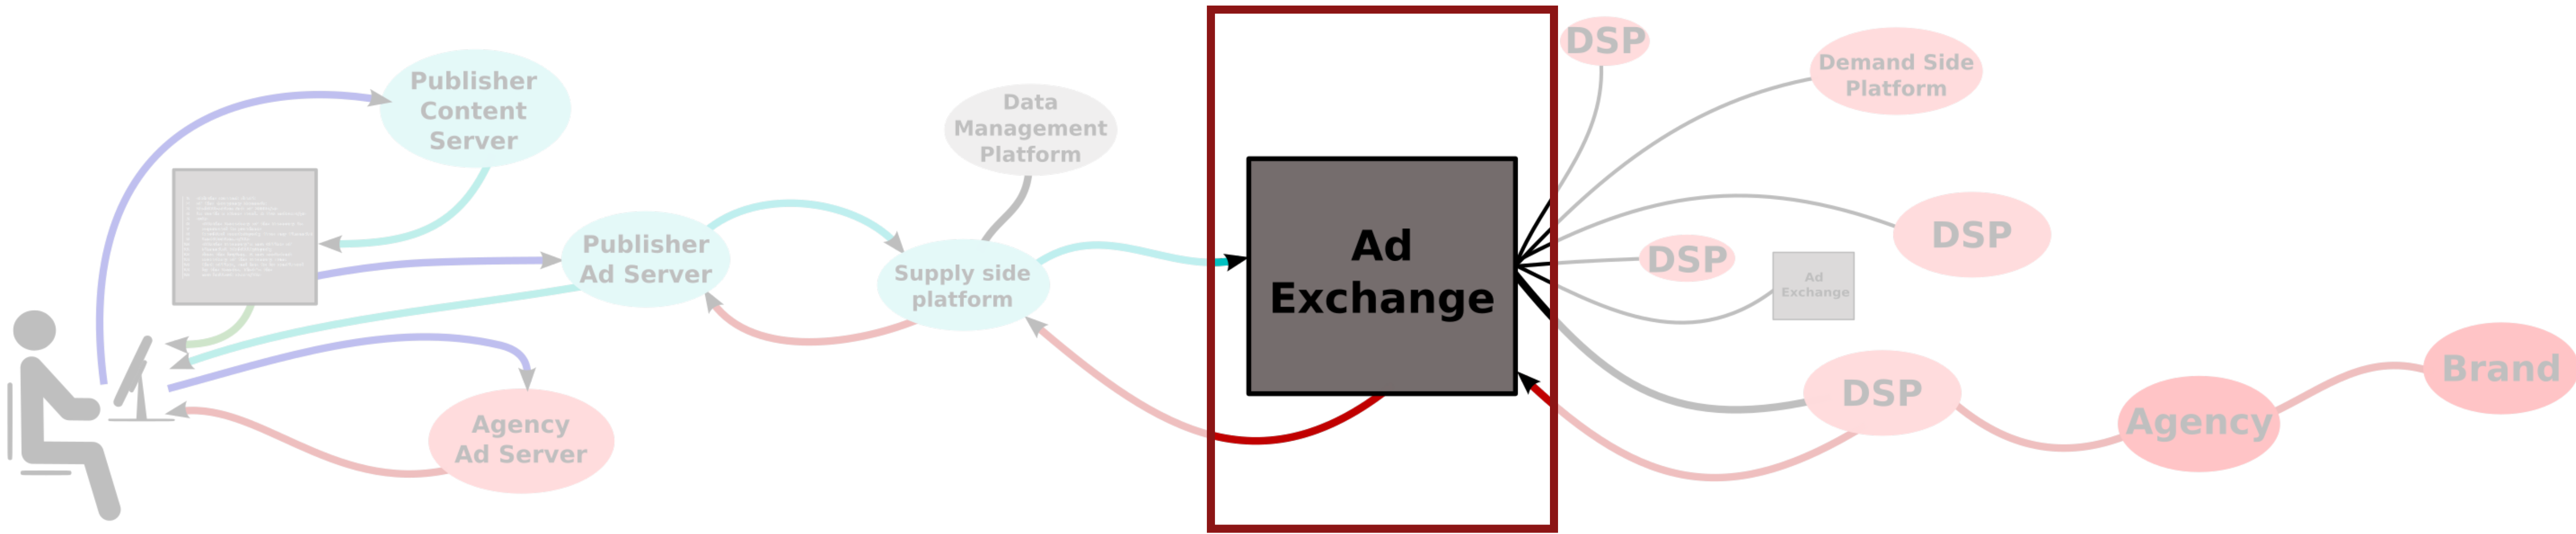 Publisher
Content
Server
Publisher
Ad Server
Agency
Ad Server
Data
Management
Platform
Supply side
platform
Ad
Exchange
DSP
Demand Side
Platform
DSP
DSP
Ad
Exchange
DSP
Agency
Brand